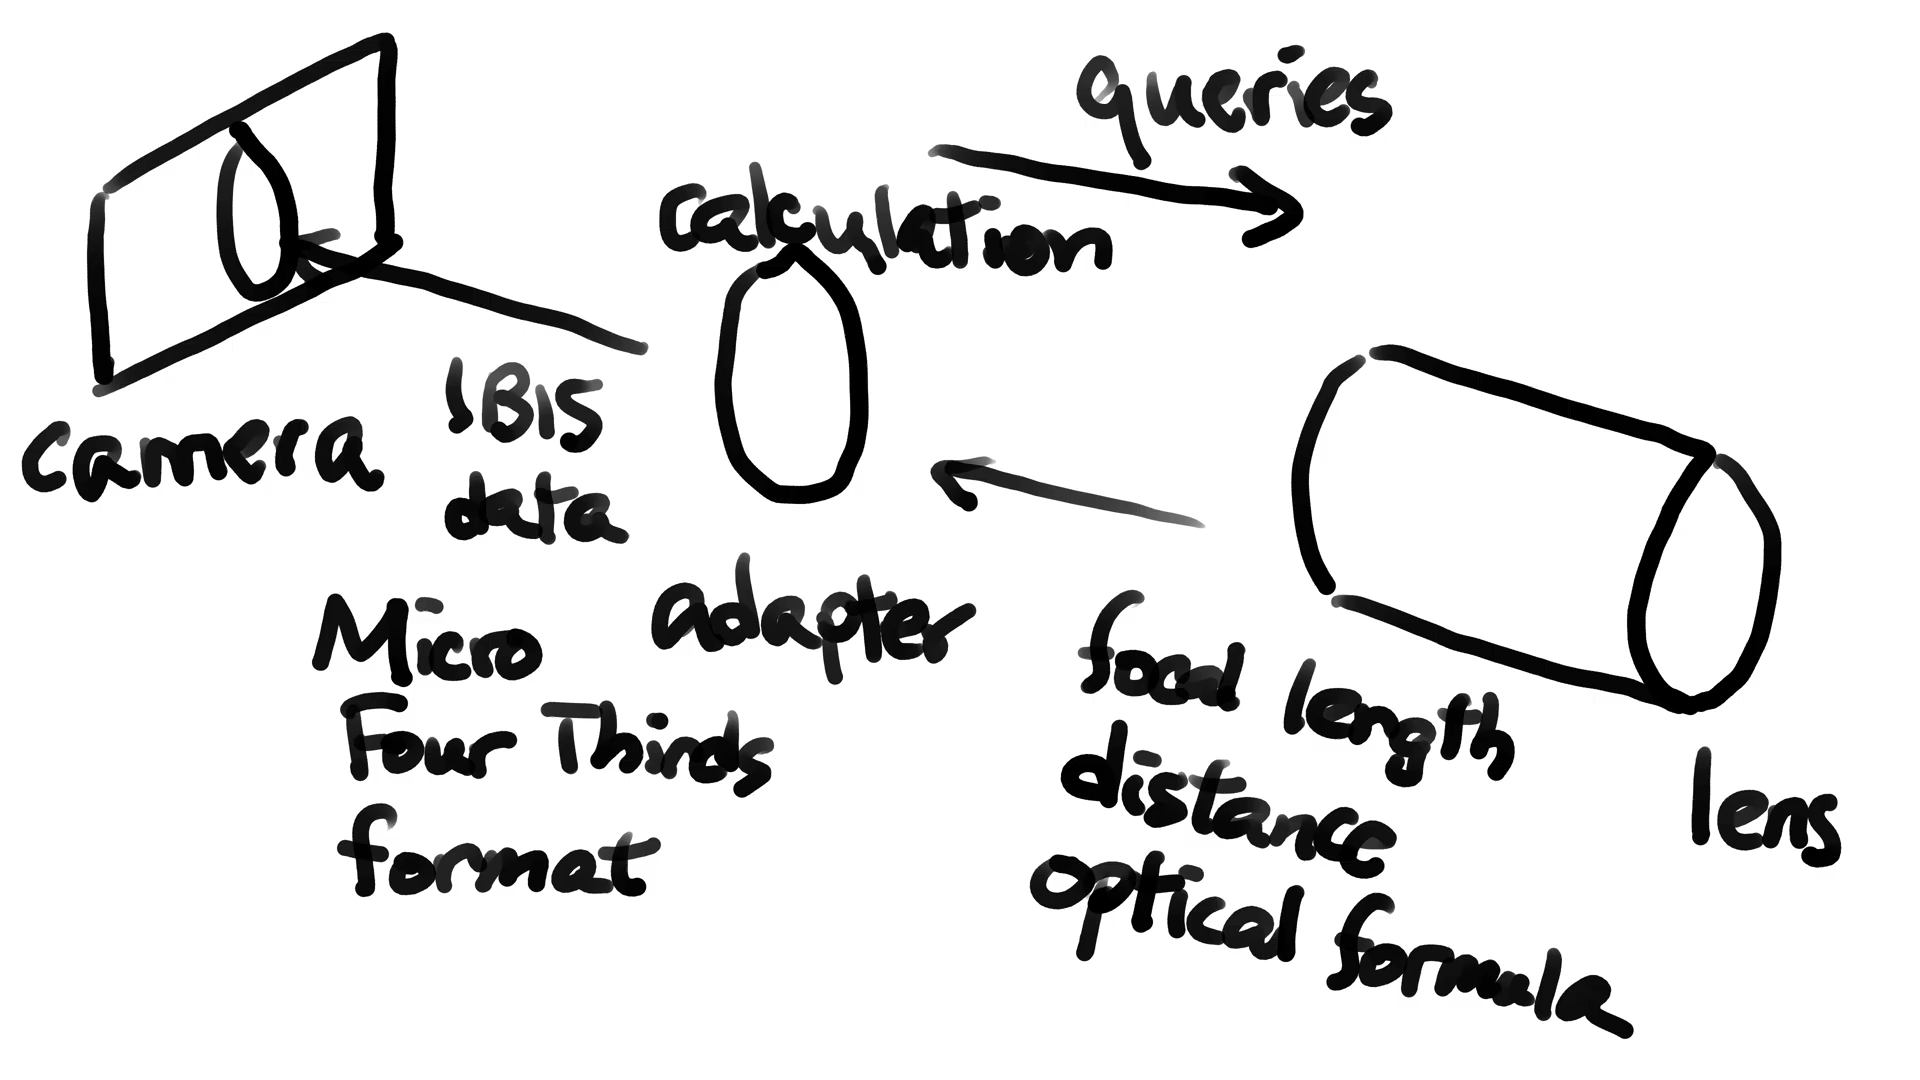 queries
calculation
camera
IBIS
data
adapter
Micro
Four Thirds
format
focal length
distance
optical formula
lens